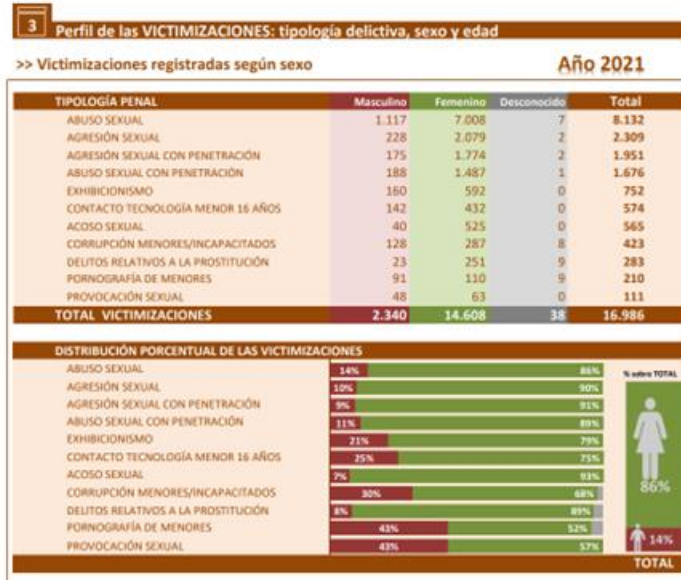 3 Perfil de las VICTIMIZACIONES: tipología delictiva, sexo y edad
>> Victimizaciones registradas según sexo Año 2021
TIPOLOGÍA PENAL Masculino Femenino Desconocido Total
ABUSO SEXUAL 1.117 7.008 7 8.132
AGRESIÓN SEXUAL 228 2.079 2 2.309
AGRESIÓN SEXUAL CON PENETRACIÓN 175 1.774 2 1.951
ABUSO SEXUAL CON PENETRACIÓN 188 1.487 1 1.676
EXHIBICIONISMO 160 592 0 752
CONTACTO TECNOLOGÍA MENOR 16 AÑOS 142 432 0 574
ACOSO SEXUAL 40 525 0 565
CORRUPCIÓN MENORES/INCAPACITADOS 128 287 8 423
DELITOS RELATIVOS A LA PROSTITUCIÓN 23 251 9 283
PORNOGRAFÍA DE MENORES 91 110 9 210
PROVOCACIÓN SEXUAL 48 63 0 111
TOTAL VICTIMIZACIONES 2.340 14.608 38 16.986
DISTRIBUCIÓN PORCENTUAL DE LAS VICTIMIZACIONES
ABUSO SEXUAL 14% 86% % sobre TOTAL
AGRESIÓN SEXUAL 10% 90%
AGRESIÓN SEXUAL CON PENETRACIÓN 9% 91%
ABUSO SEXUAL CON PENETRACIÓN 11% 89%
EXHIBICIONISMO 21% 79%
CONTACTO TECNOLOGÍA MENOR 16 AÑOS 25% 75%
ACOSO SEXUAL 7% 93%
CORRUPCIÓN MENORES/INCAPACITADOS 30% 68% 86%
DELITOS RELATIVOS A LA PROSTITUCIÓN 8% 89%
PORNOGRAFÍA DE MENORES 43% 52%
PROVOCACIÓN SEXUAL 43% 57% 14%
TOTAL